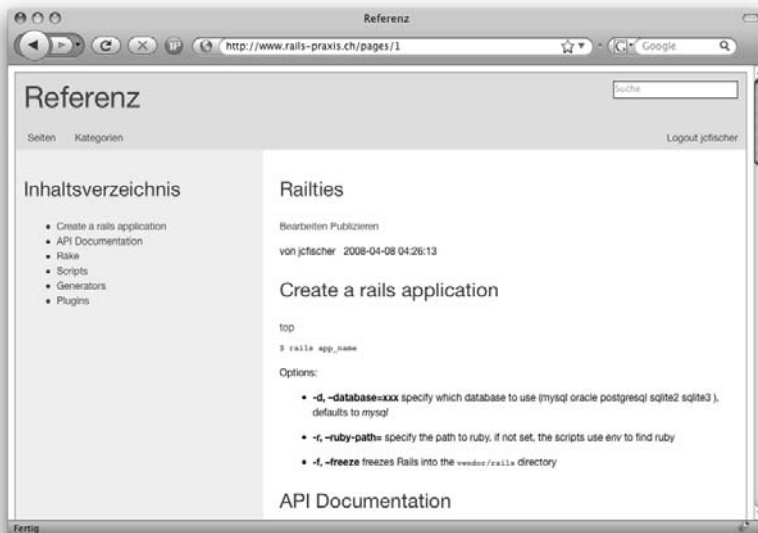 Referenz
http://www.rails-praxis.ch/pages/1
Google
Referenz
Suche
Seiten Kategorien
Logout jcfischer
Inhaltsverzeichnis
Create a rails application
API Documentation
Rake
Scripts
Generators
Plugins
Railties
Bearbeiten Publizieren
von jcfischer 2008-04-08 04:26:13
Create a rails application
top
$ rails app_name
Options:
-d, –database=xxx specify which database to use (mysql oracle postgresql sqlite2 sqlite3 ),
defaults to mysql
-r, –ruby-path= specify the path to ruby, if not set, the scripts use env to find ruby
-f, –freeze freezes Rails into the vendor/rails directory
API Documentation
Fertig